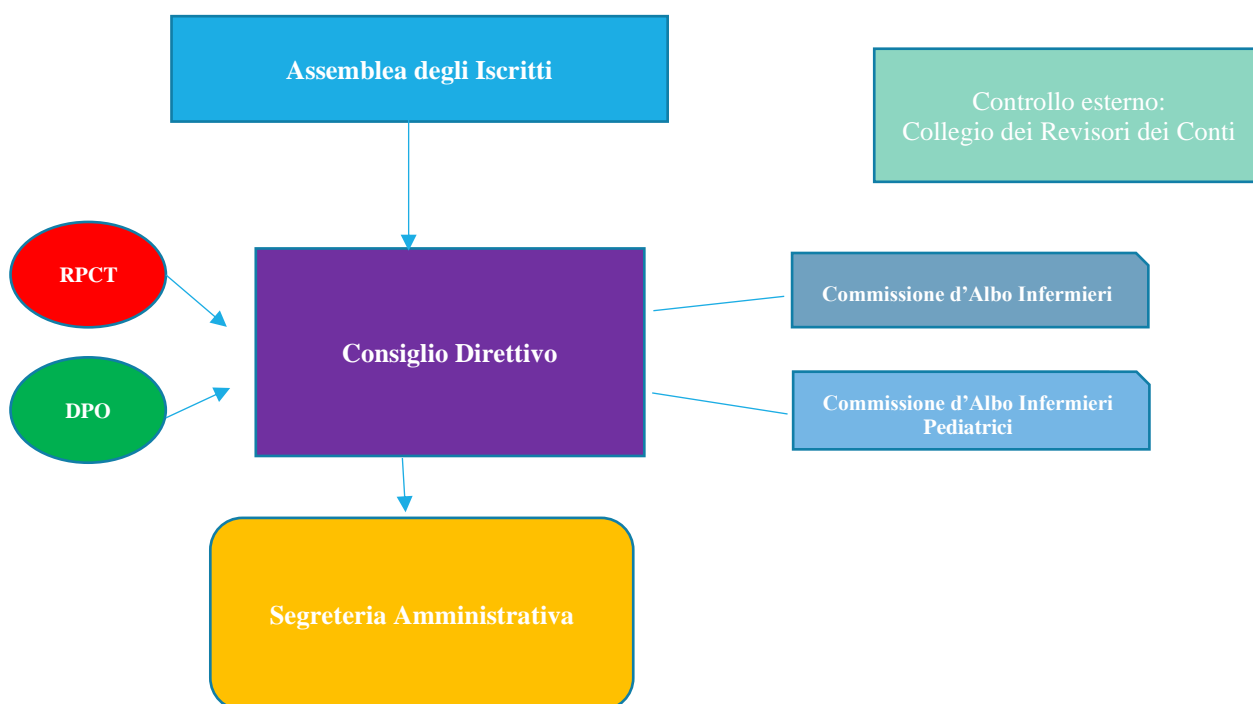 Assemblea degli Iscritti
Controllo esterno:
Collegio dei Revisori dei Conti
RPCT
DPO
Consiglio Direttivo
Commissione d’Albo Infermieri
Commissione d’Albo Infermieri
Pediatrici
Segreteria Amministrativa